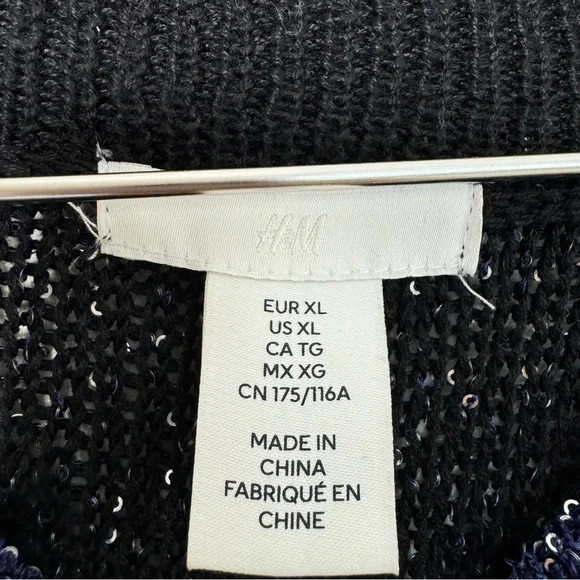 H&M
EUR XL
US XL
CA TG
MX XG
CN 175/116A
MADE IN
CHINA
FABRIQUÉ EN
CHINE